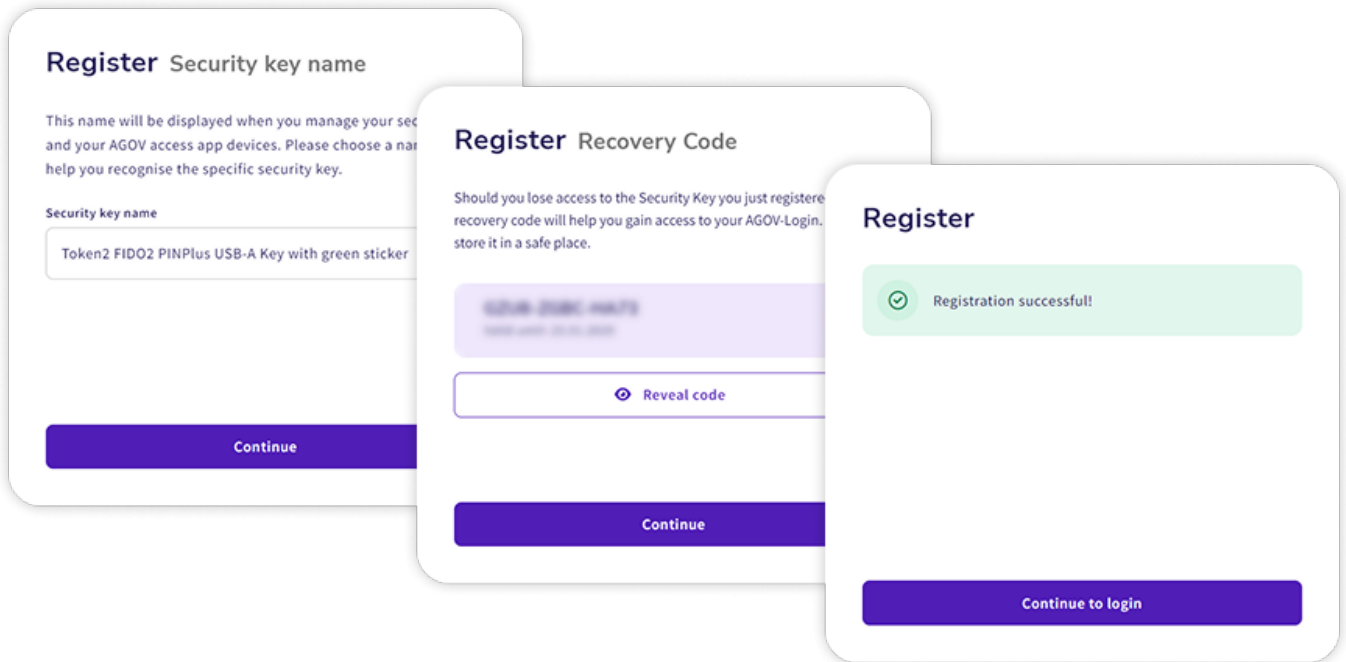 Register Security key name
This name will be displayed when you manage your sec
and your AGOV access app devices. Please choose a nar
help you recognise the specific security key.
Security key name
Token2 FIDO2 PINPlus USB-A Key with green sticker
Continue
Register Recovery Code
Should you lose access to the Security Key you just registere
recovery code will help you gain access to your AGOV-Login.
store it in a safe place.
Reveal code
Continue
Register
Registration successful!
Continue to login